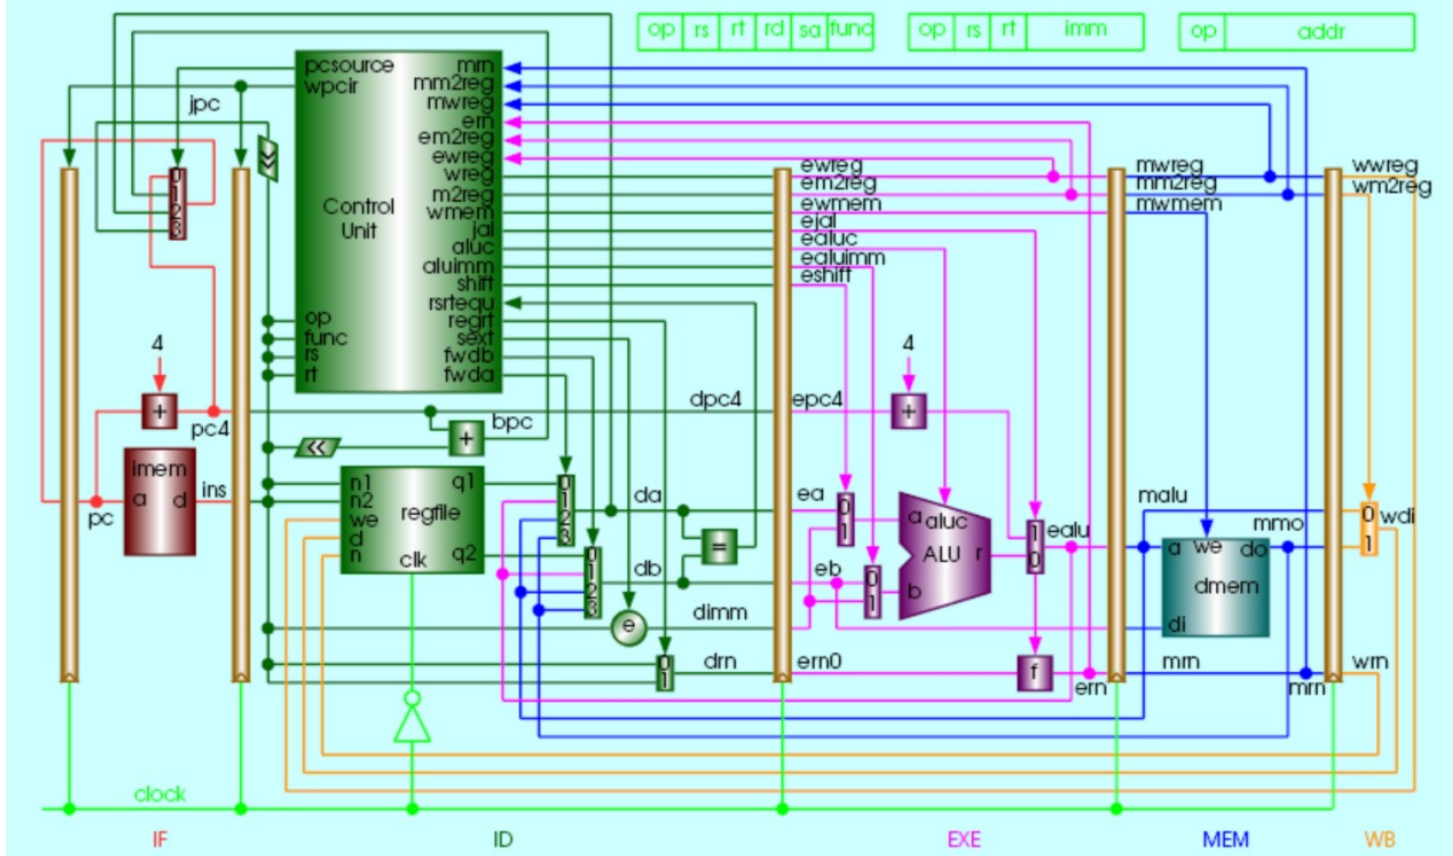 op rs rt rd sa func
op rs rt imm
op addr
pcsource
wpcir
jpc
Control
Unit
op
func
rs
rt
mrn
mm2reg
mwreg
ern
em2reg
ewreg
wreg
m2reg
wmem
jal
aluc
aluimm
shift
rsrtequ
regrt
sext
fwdb
fwda
0
1
2
3
4
+
pc4
imem
a d
ins
pc
bpc
+
<<
<<
dpc4
n1 q1
n2
we
regfile
d
n q2
clk
0
1
2
3
0
1
2
3
da
=
db
e
dimm
0
1
drn
ewreg
em2reg
ewmem
ejal
ealuc
ealuimm
eshift
4
epc4
+
ea
0
1
eb
0
1
a aluc
ALU r
b
1
0
ealu
ern0
f
ern
mwreg
mm2reg
mwmem
malu
mmo
a we do
dmem
di
mrn
mrn
wwreg
wm2reg
0
1
wdi
wrn
clock
IF ID EXE MEM WB